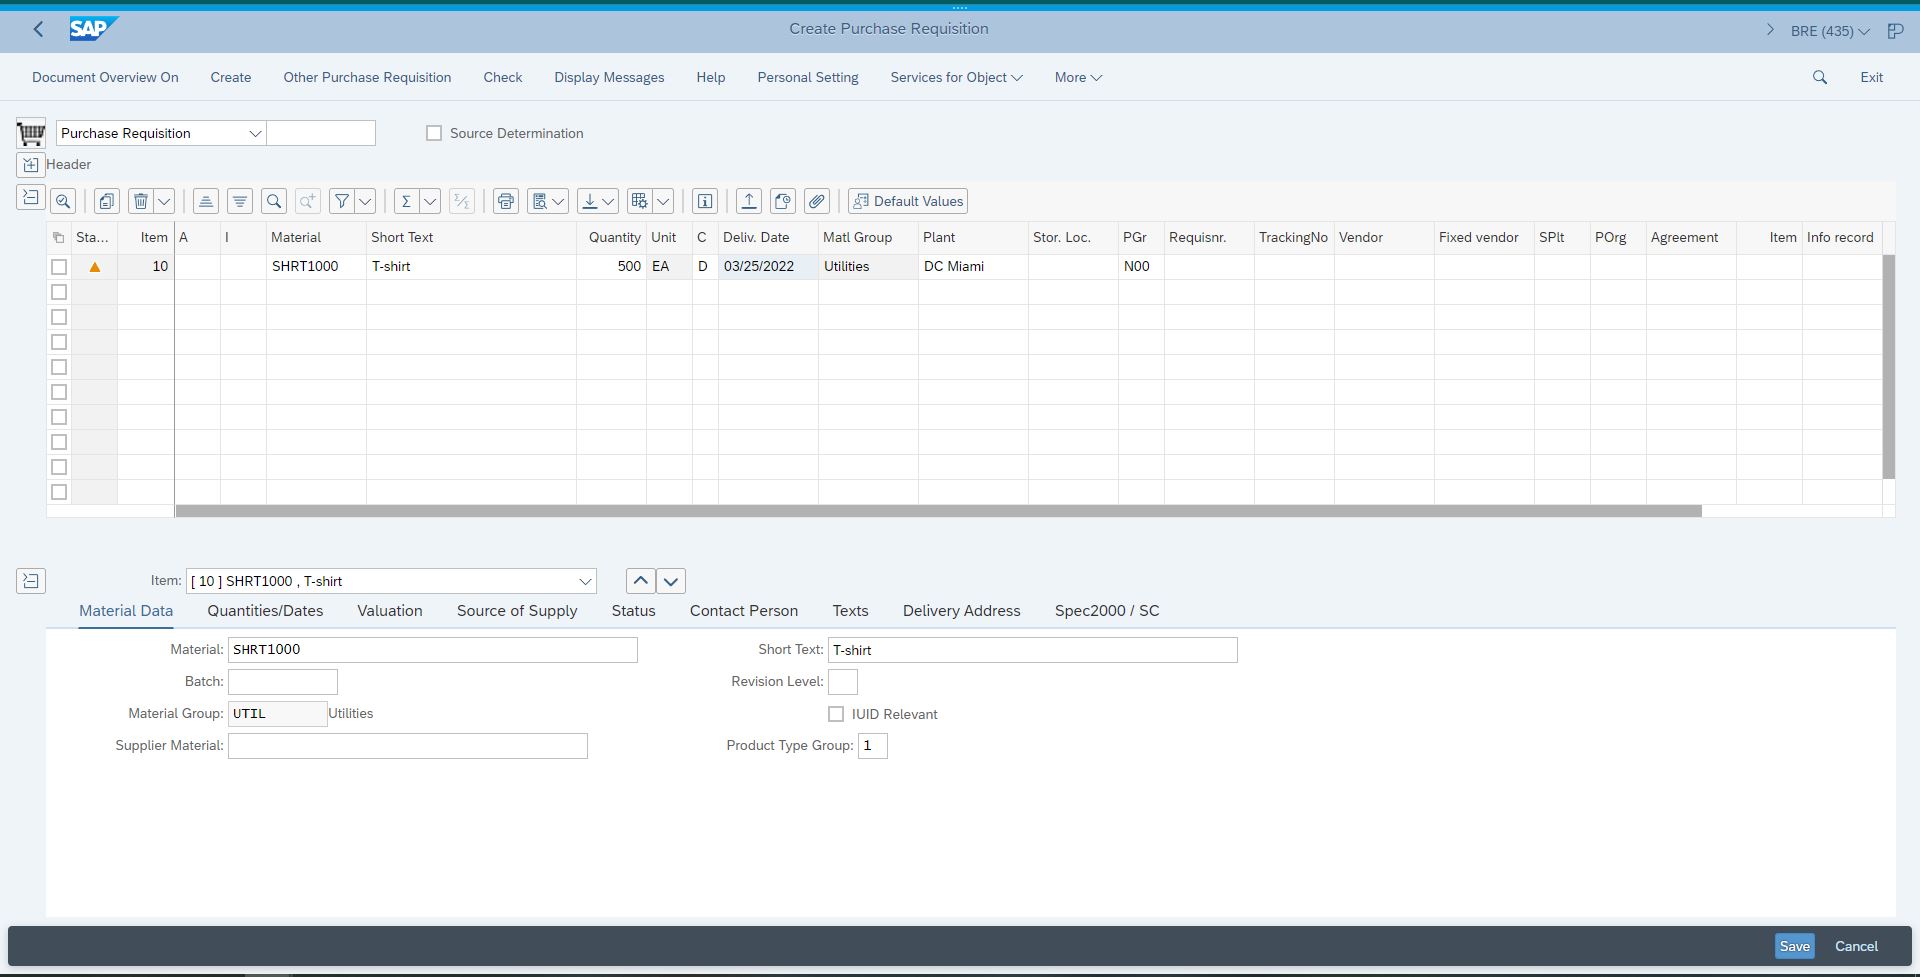 SAP Create Purchase Requisition BRE (435)
Document Overview On Create Other Purchase Requisition Check Display Messages Help Personal Setting Services for Object More Exit
Purchase Requisition Source Determination
Header
Default Values
Sta... Item A I Material Short Text Quantity Unit C Deliv. Date Matl Group Plant Stor. Loc. PGr Requisnr. TrackingNo Vendor Fixed vendor SPlt POrg Agreement Item Info record
10 SHRT1000 T-shirt 500 EA D 03/25/2022 Utilities DC Miami N00
Item: [ 10 ] SHRT1000 , T-shirt
Material Data Quantities/Dates Valuation Source of Supply Status Contact Person Texts Delivery Address Spec2000 / SC
Material: SHRT1000 Short Text: T-shirt
Batch: Revision Level:
Material Group: UTIL Utilities IUID Relevant
Supplier Material: Product Type Group: 1
Save Cancel